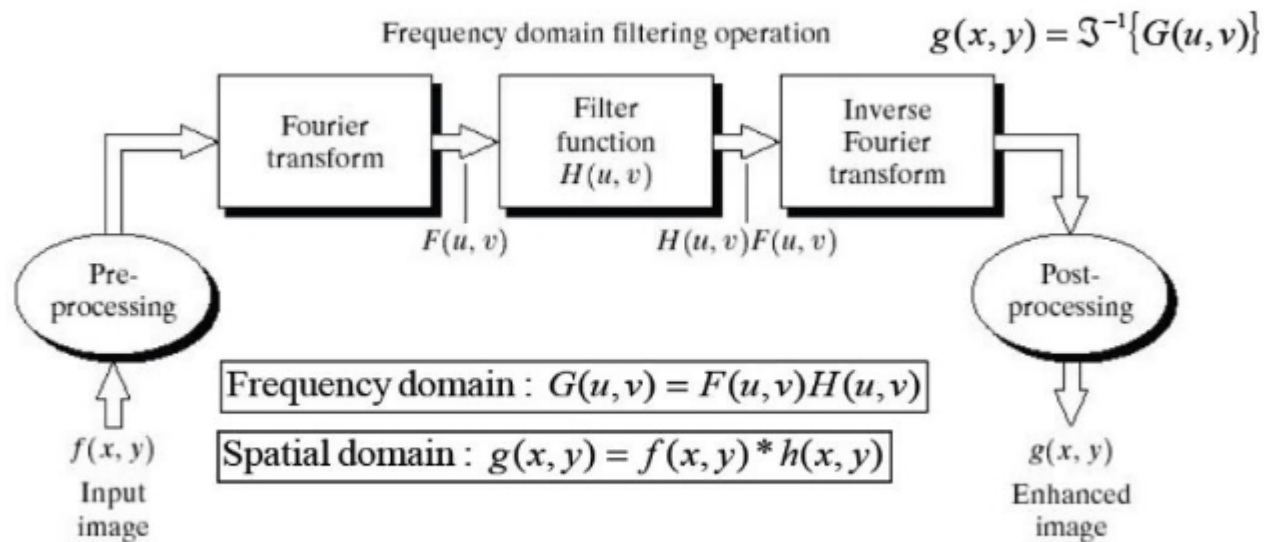 Frequency domain filtering operation
g(x, y) = ℑ⁻¹{G(u, v)}
Fourier
transform
Filter
function
H(u, v)
Inverse
Fourier
transform
F(u, v)
H(u, v)F(u, v)
Pre-
processing
Post-
processing
Frequency domain : G(u, v) = F(u, v)H(u, v)
Spatial domain : g(x, y) = f(x, y) * h(x, y)
f(x, y)
Input
image
g(x, y)
Enhanced
image